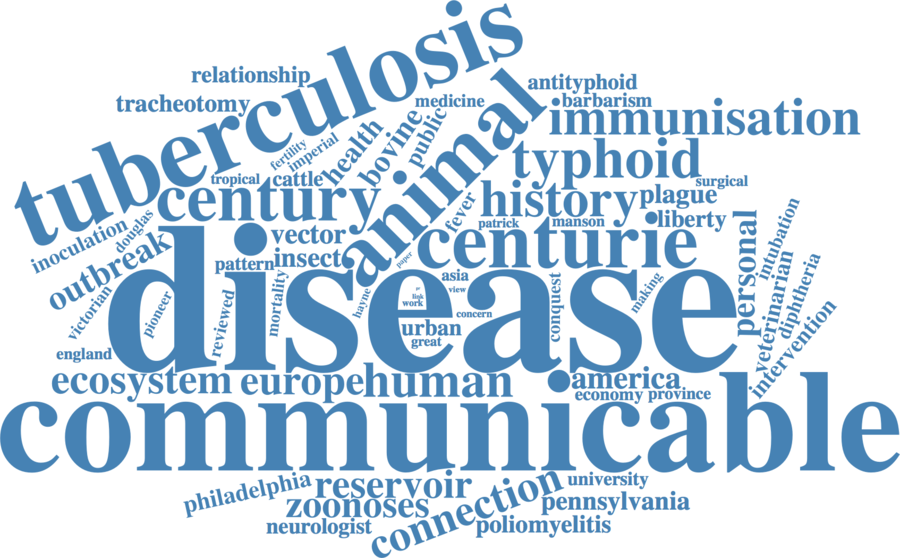 tuberculosis
relationship
tracheotomy
medicine
antityphoid
barbarism
immunisation
fertility
imperial
health
bovine
public
animal
typhoid
tropical
cattle
century
history
plague
surgical
inoculation
douglas
vector
fever
patrick
manson
liberty
centurie
outbreak
pattern
insect
paper
asia
personal
intubation
disease
victorian
pioneer
reviewed
mortality
hayne
link
work
view
concern
conquest
making
veterinarian
diphtheria
intervention
urban
great
england
ecosystem
europe
human
america
economy
province
communicable
philadelphia
reservoir
zoonoses
neurologist
connection
university
pennsylvania
poliomyelitis